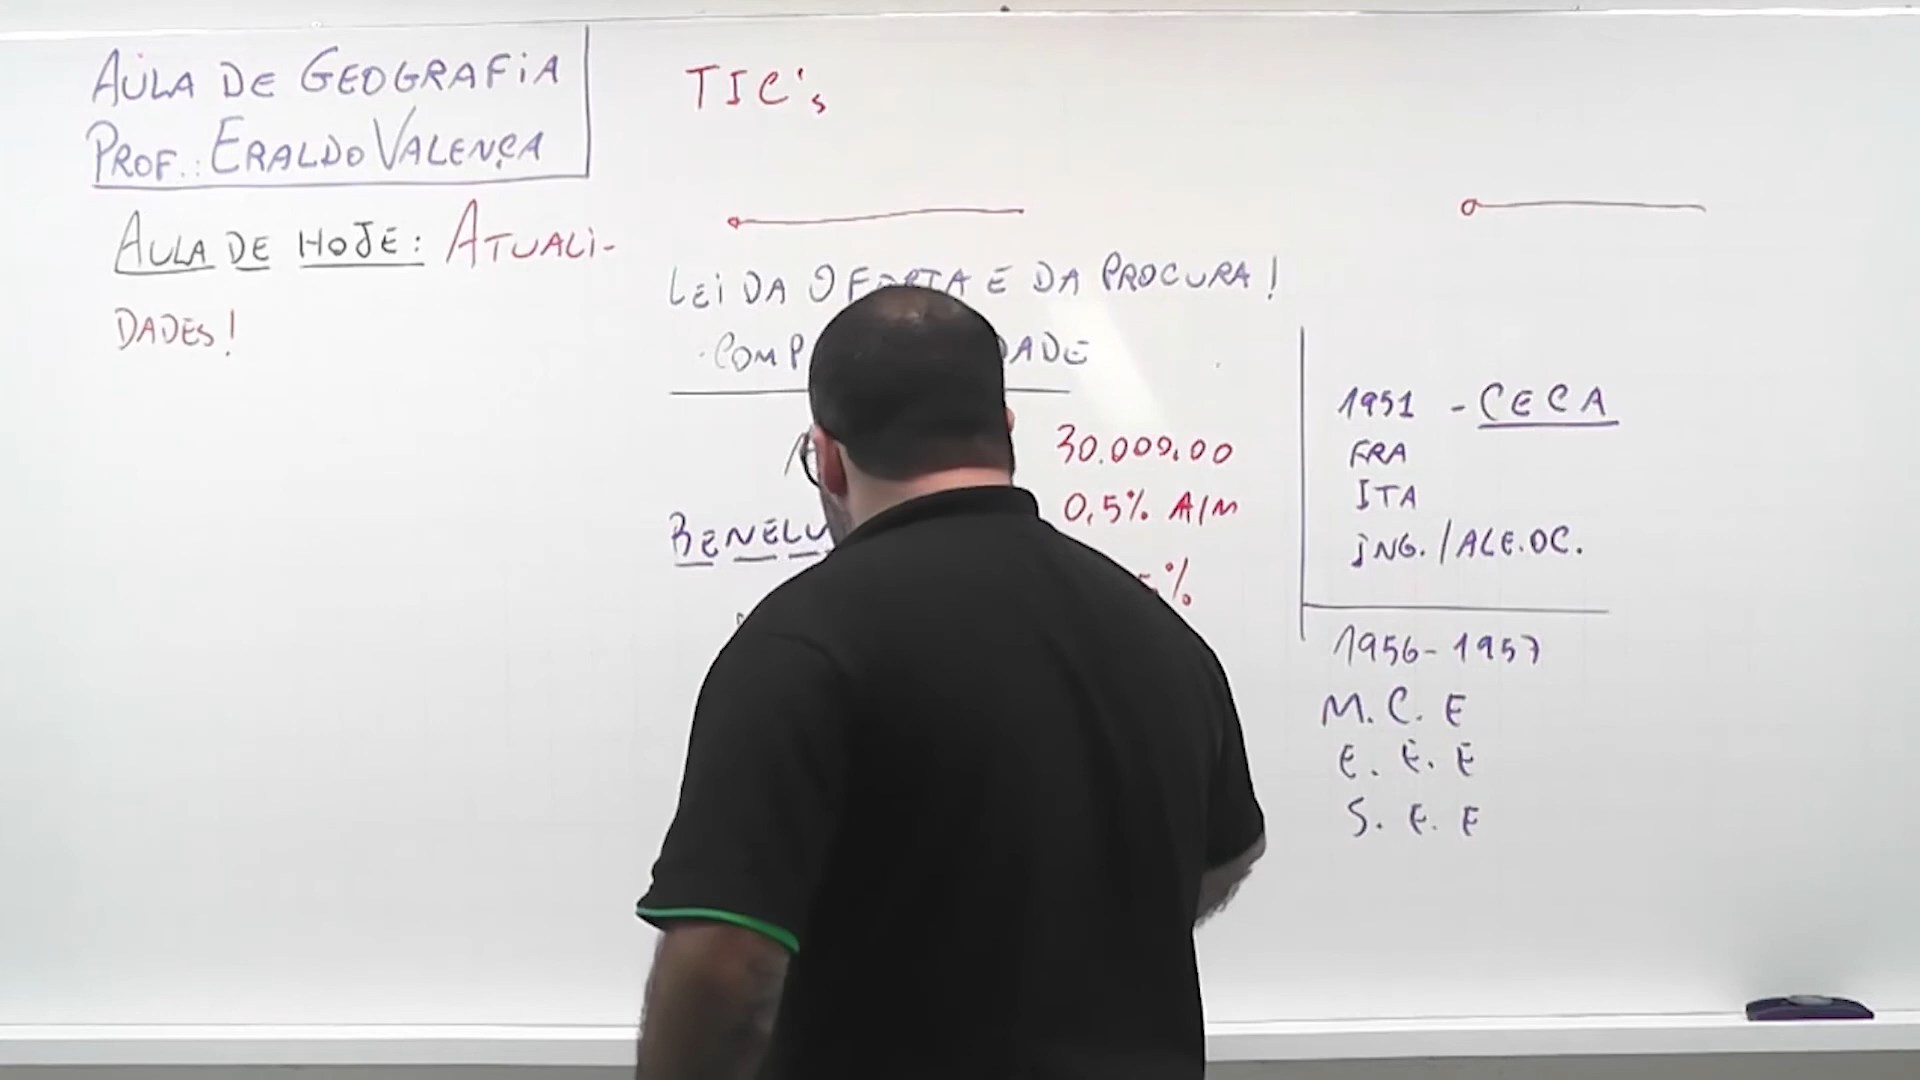 AULA DE GEOGRAFIA
PROF.: ERALDO VALENÇA
AULA DE HOJE: ATUALI-
DADES!
TIC's
LEI DA OFERTA E DA PROCURA!
30.000,00
0,5% A/M
%
1951 - CECA
FRA
ITA
ING. / ALE. OC.
1956-1957
M. C. E
E. E. E
S. E. E